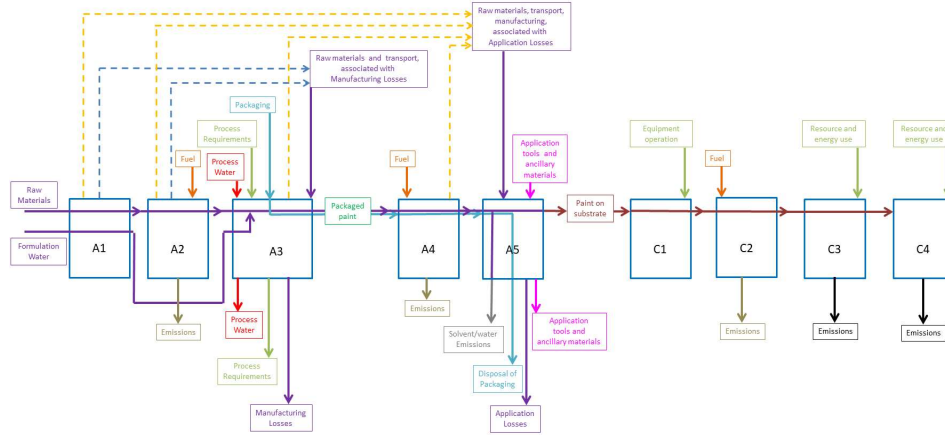 Raw materials, transport,
manufacturing,
associated with
Application Losses
Raw materials and transport,
associated with
Manufacturing Losses
Packaging
Process
Requirements
Equipment
operation
Resource and
energy use
Resource and
energy use
Application
tools and
ancillary
materials
Fuel
Process
Water
Fuel
Fuel
Raw
Materials
Packaged
paint
Paint on
substrate
Formulation
Water
A1
A2
A3
A4
A5
C1
C2
C3
C4
Emissions
Process
Water
Emissions
Solvent/water
Emissions
Application
tools and
ancillary materials
Emissions
Emissions
Emissions
Process
Requirements
Disposal of
Packaging
Manufacturing
Losses
Application
Losses